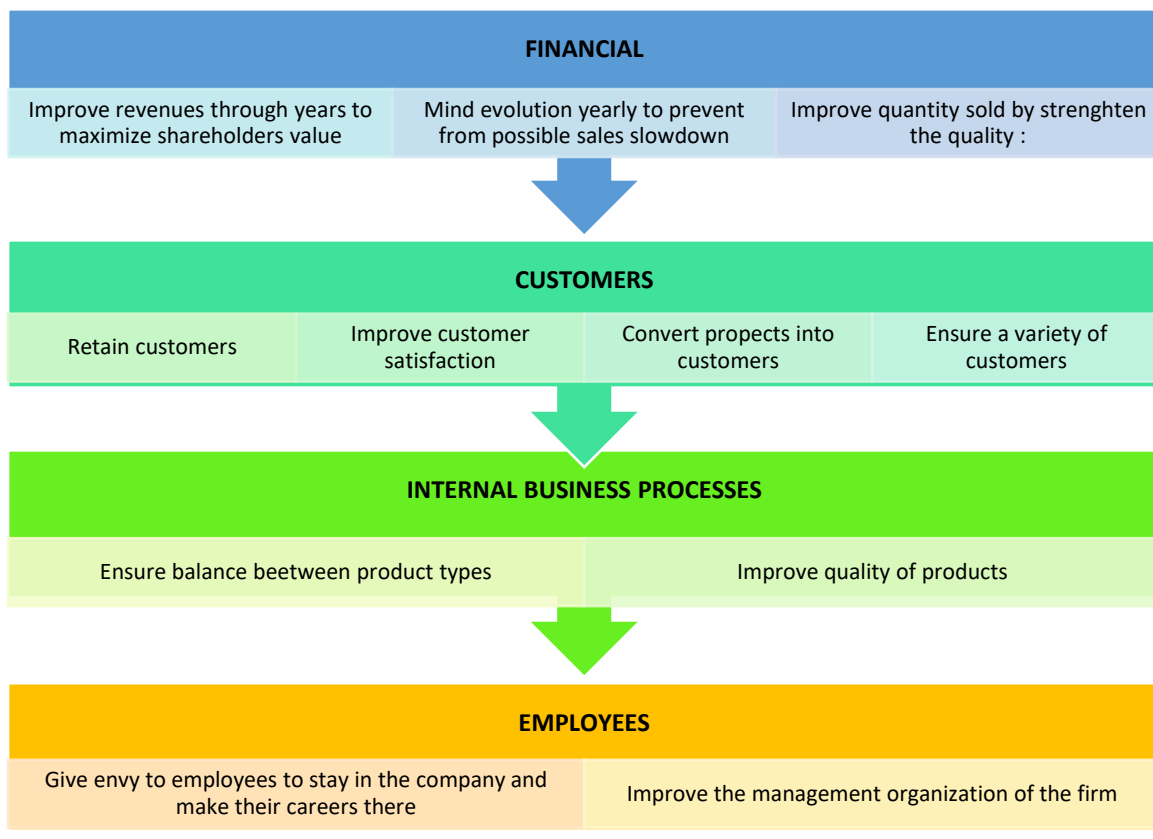 FINANCIAL
Improve revenues through years to
maximize shareholders value
Mind evolution yearly to prevent
from possible sales slowdown
Improve quantity sold by strenghten
the quality :
CUSTOMERS
Retain customers
Improve customer
satisfaction
Convert propects into
customers
Ensure a variety of
customers
INTERNAL BUSINESS PROCESSES
Ensure balance beetween product types
Improve quality of products
EMPLOYEES
Give envy to employees to stay in the company and
make their careers there
Improve the management organization of the firm